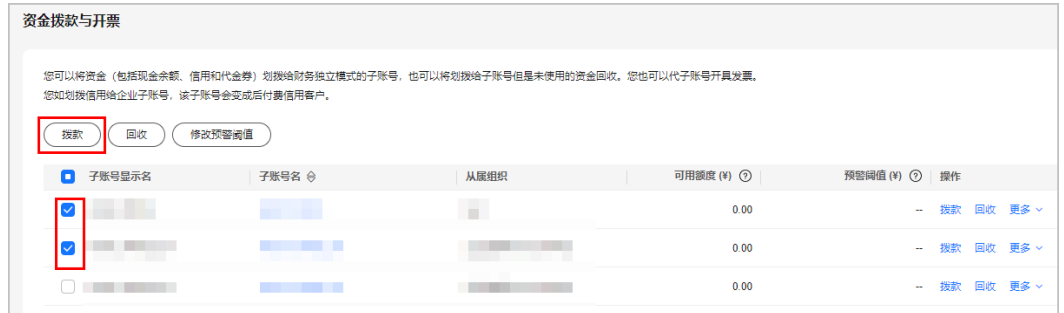 资金拨款与开票
您可以将资金（包括现金余额、信用和代金券）划拨给财务独立模式的子账号，也可以将划拨给子账号但是未使用的资金回收。您也可以代子账号开具发票。
您如划拨信用给企业子账号，该子账号会变成后付费信用客户。
拨款 回收 修改预警阈值
子账号显示名 子账号名 从属组织 可用额度 (¥) 预警阈值 (¥) 操作
0.00 -- 拨款 回收 更多
0.00 -- 拨款 回收 更多
0.00 -- 拨款 回收 更多